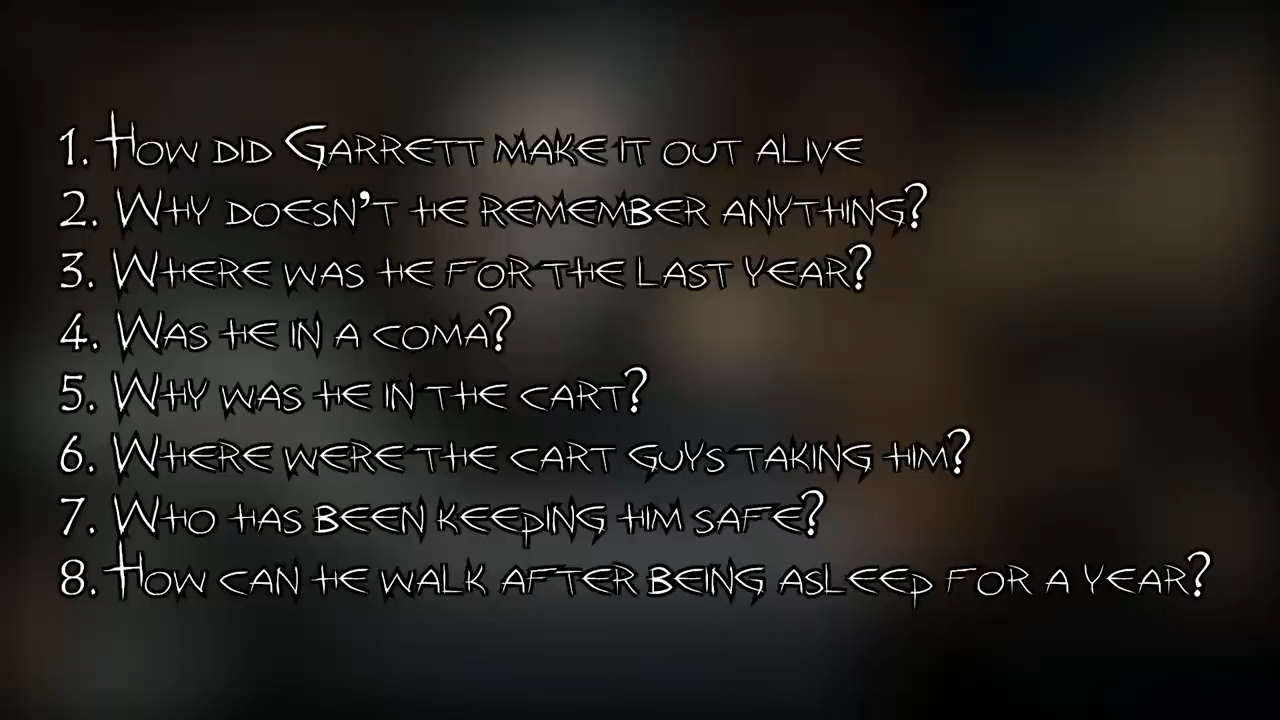 1. How did Garrett make it out alive
2. Why doesn't he remember anything?
3. Where was he for the last year?
4. Was he in a coma?
5. Why was he in the cart?
6. Where were the cart guys taking him?
7. Who has been keeping him safe?
8. How can he walk after being asleep for a year?